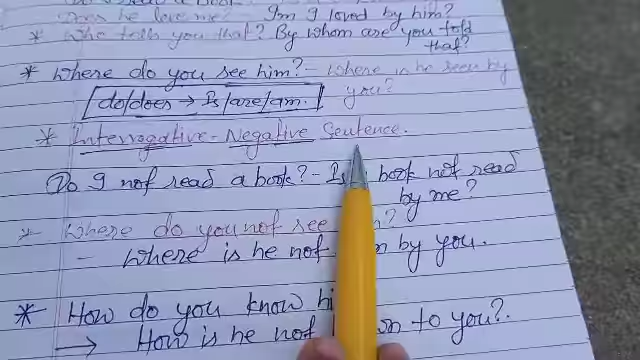 Does he love me? Im I loved by him?
* Who tells you that? By whom are you told that?
* Where do you see him? - Where is he seen by you?
do/does → Is/are/am.
* Interrogative - Negative Sentence.
Do I not read a book? - Is book not read by me?
* Where do you not see ?
- Where is he not by you.
* How do you know
→ How is he not to you?